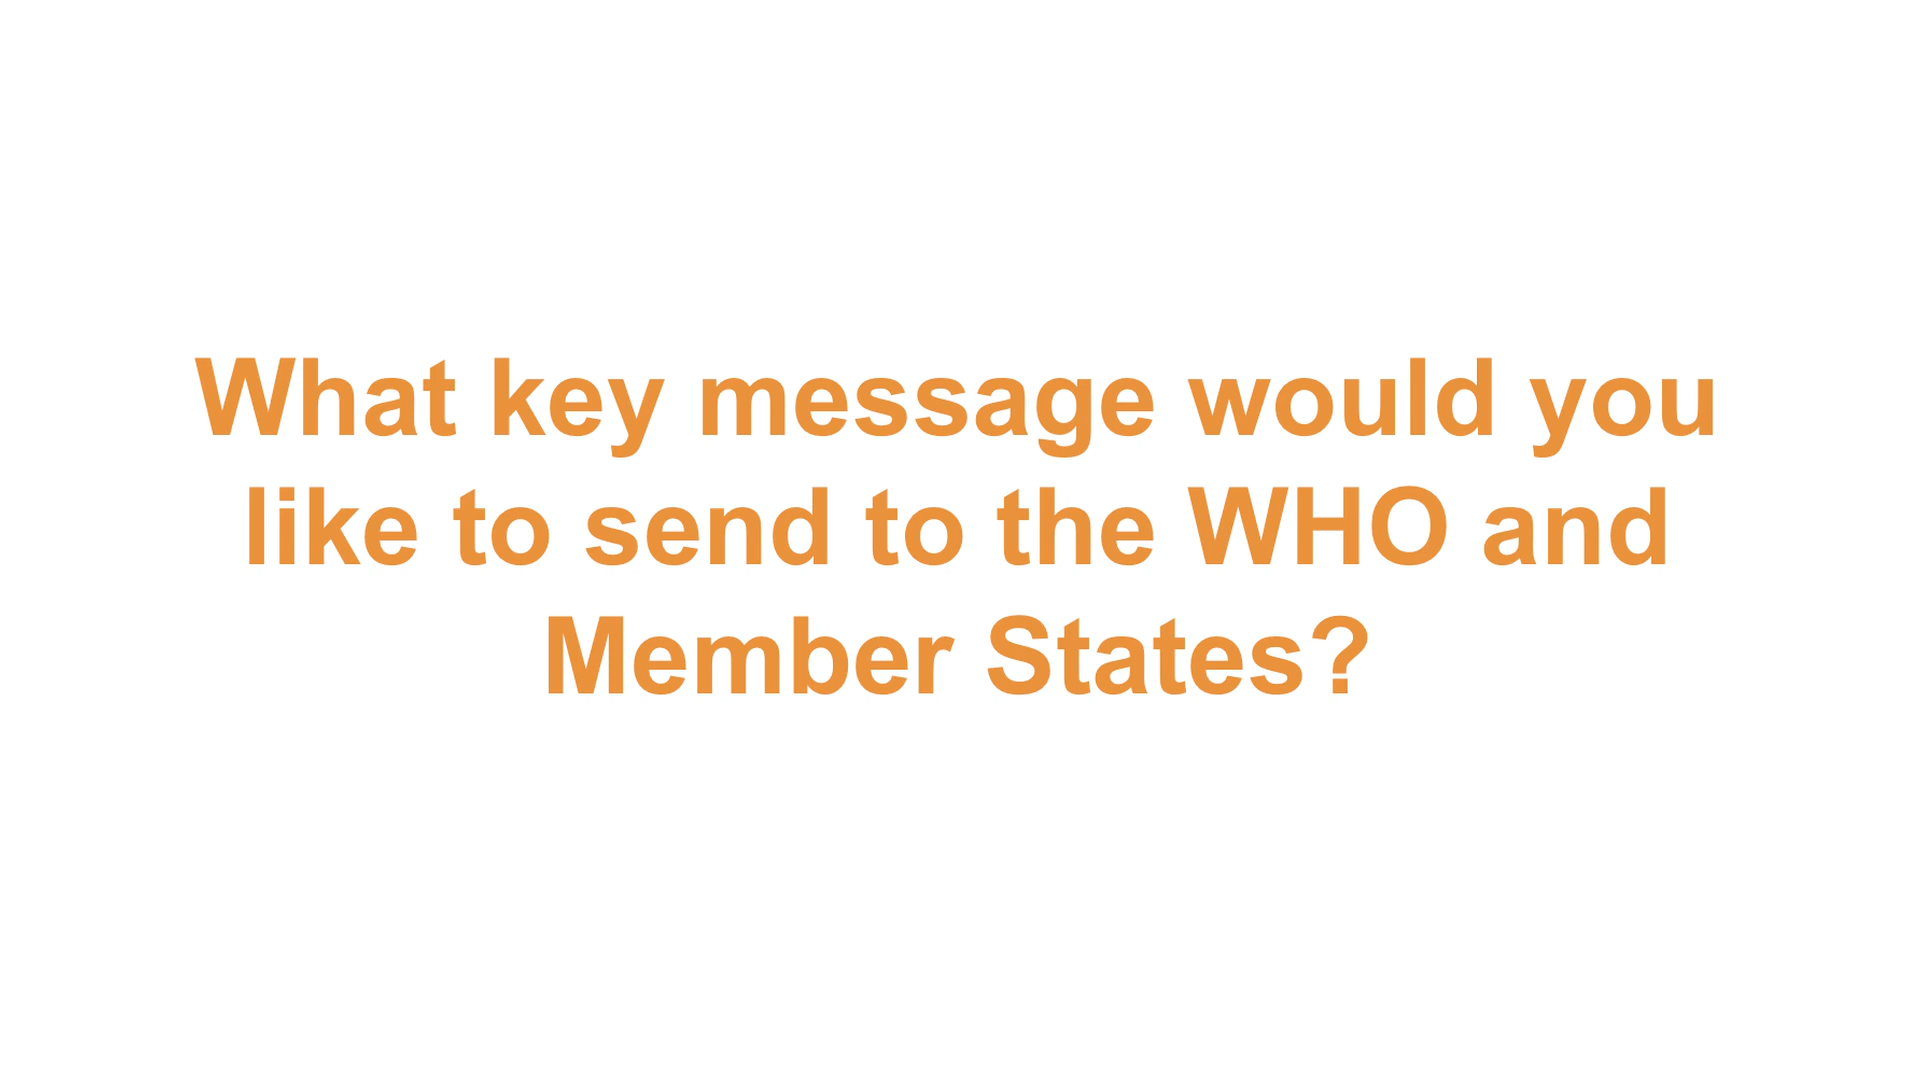 What key message would you
like to send to the WHO and
Member States?